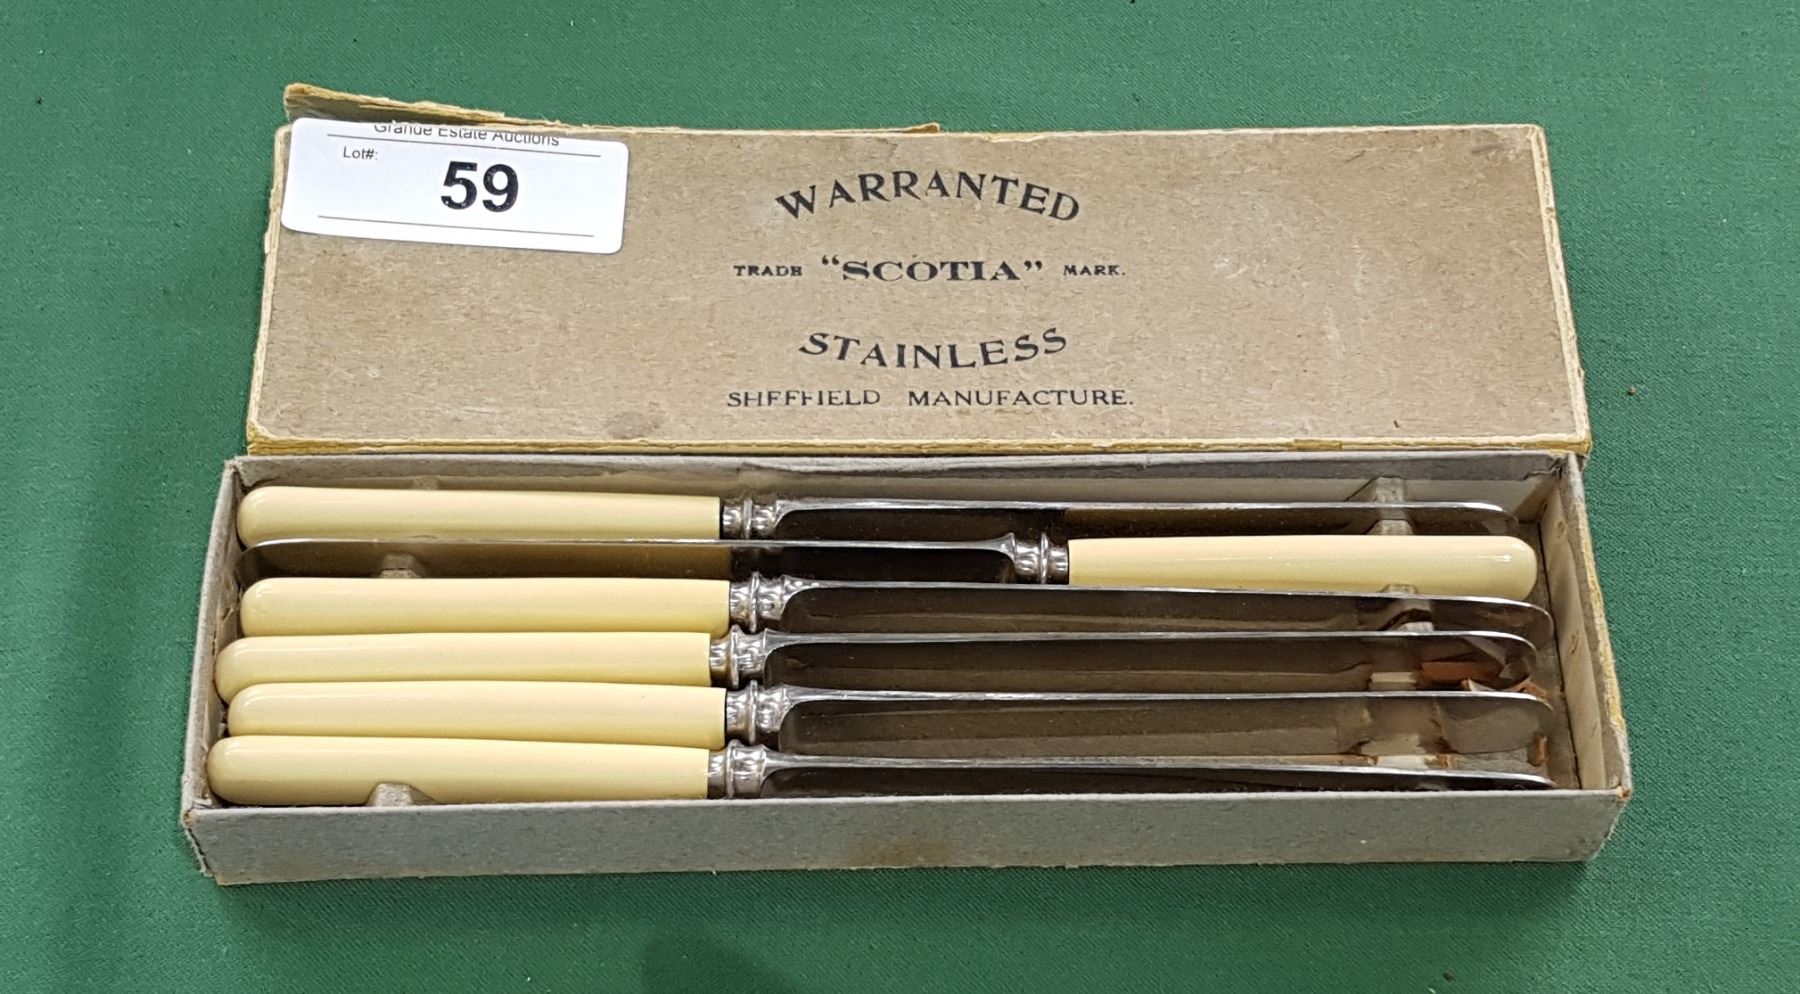 Grande Estate Auctions
Lot#:
59
WARRANTED
TRADE "SCOTIA" MARK.
STAINLESS
SHEFFIELD MANUFACTURE.